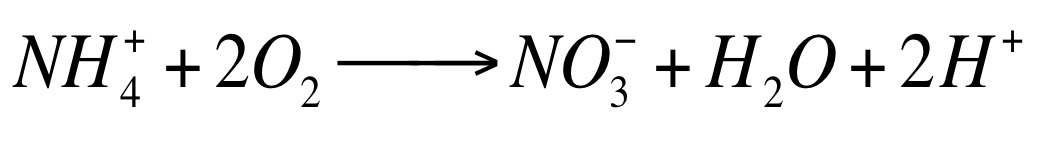 NH₄⁺ + 2O₂ ⟶ NO₃⁻ + H₂O + 2H⁺